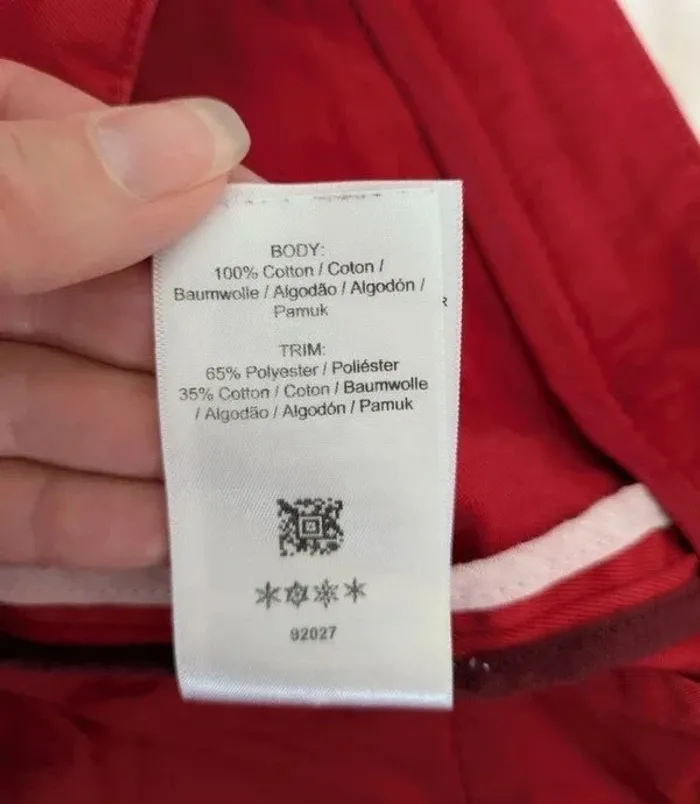 BODY:
100% Cotton / Coton /
Baumwolle / Algodão / Algodón /
Pamuk
R
TRIM:
65% Polyester / Poliéster
35% Cotton / Coton / Baumwolle
/ Algodão / Algodón / Pamuk
92027